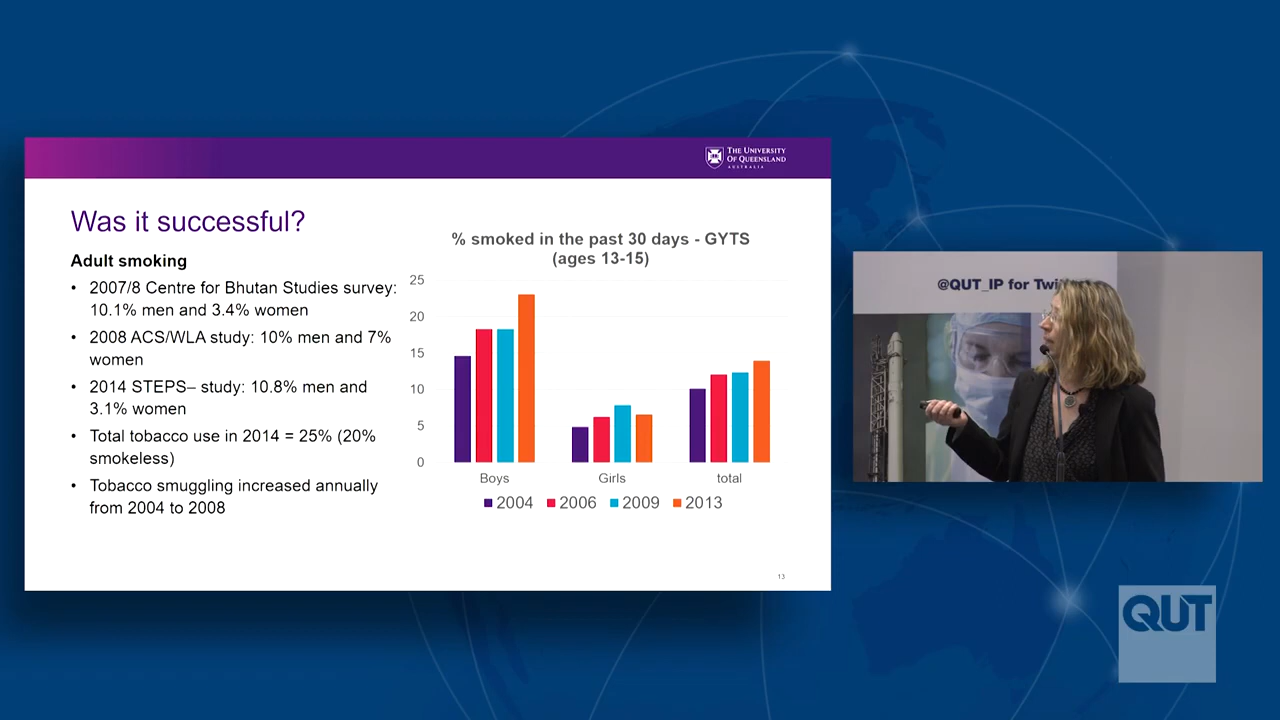 THE UNIVERSITY
OF QUEENSLAND
AUSTRALIA
Was it successful?
Adult smoking
• 2007/8 Centre for Bhutan Studies survey:
10.1% men and 3.4% women
• 2008 ACS/WLA study: 10% men and 7%
women
• 2014 STEPS– study: 10.8% men and
3.1% women
• Total tobacco use in 2014 = 25% (20%
smokeless)
• Tobacco smuggling increased annually
from 2004 to 2008
% smoked in the past 30 days - GYTS
(ages 13-15)
25
20
15
10
5
0
Boys Girls total
2004 2006 2009 2013
13
@QUT_IP for
QUT